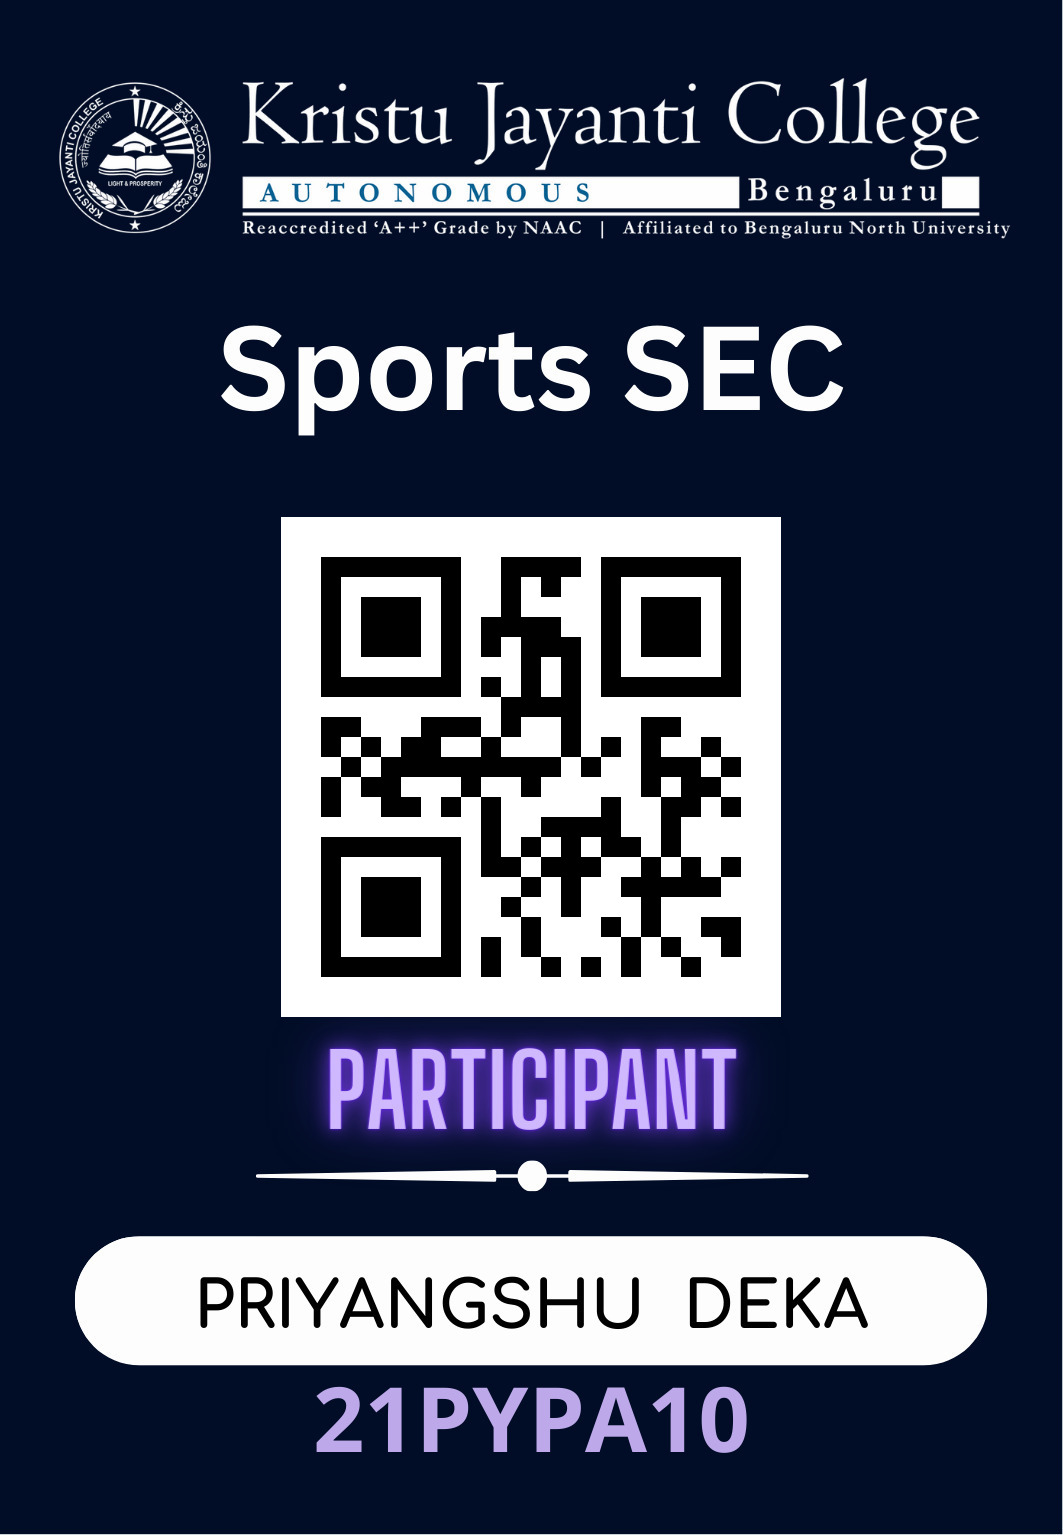 KRISTU JAYANTI COLLEGE
LIGHT & PROSPERITY
Kristu Jayanti College
AUTONOMOUS Bengaluru
Reaccredited ‘A++’ Grade by NAAC | Affiliated to Bengaluru North University
Sports SEC
PARTICIPANT
PRIYANGSHU DEKA
21PYPA10